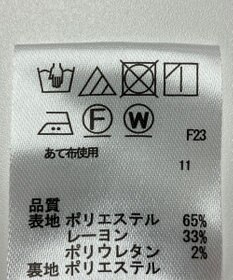 F W F23
あて布使用
11
品質
表地 ポリエステル 65%
レーヨン 33%
ポリウレタン 2%
裏地 ポリエステル